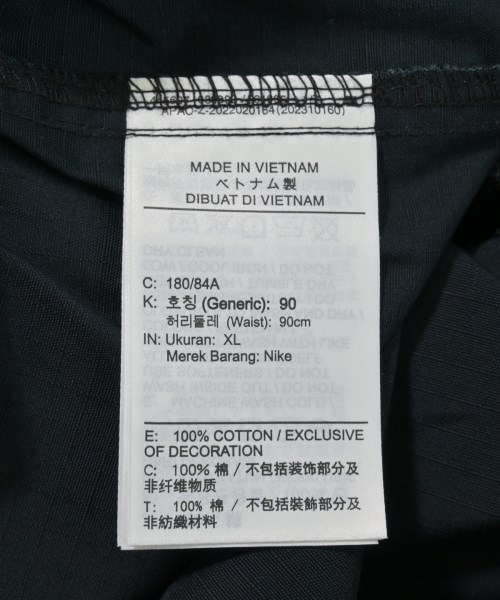 APAC-Z-2022020164 (202310160)
MADE IN VIETNAM
ベトナム製
DIBUAT DI VIETNAM
C: 180/84A
K: 호칭 (Generic): 90
허리둘레 (Waist): 90cm
IN: Ukuran: XL
Merek Barang: Nike
E: 100% COTTON / EXCLUSIVE
OF DECORATION
C: 100% 棉 / 不包括装饰部分及
非纤维物质
T: 100% 棉 / 不包括裝飾部分及
非紡織材料